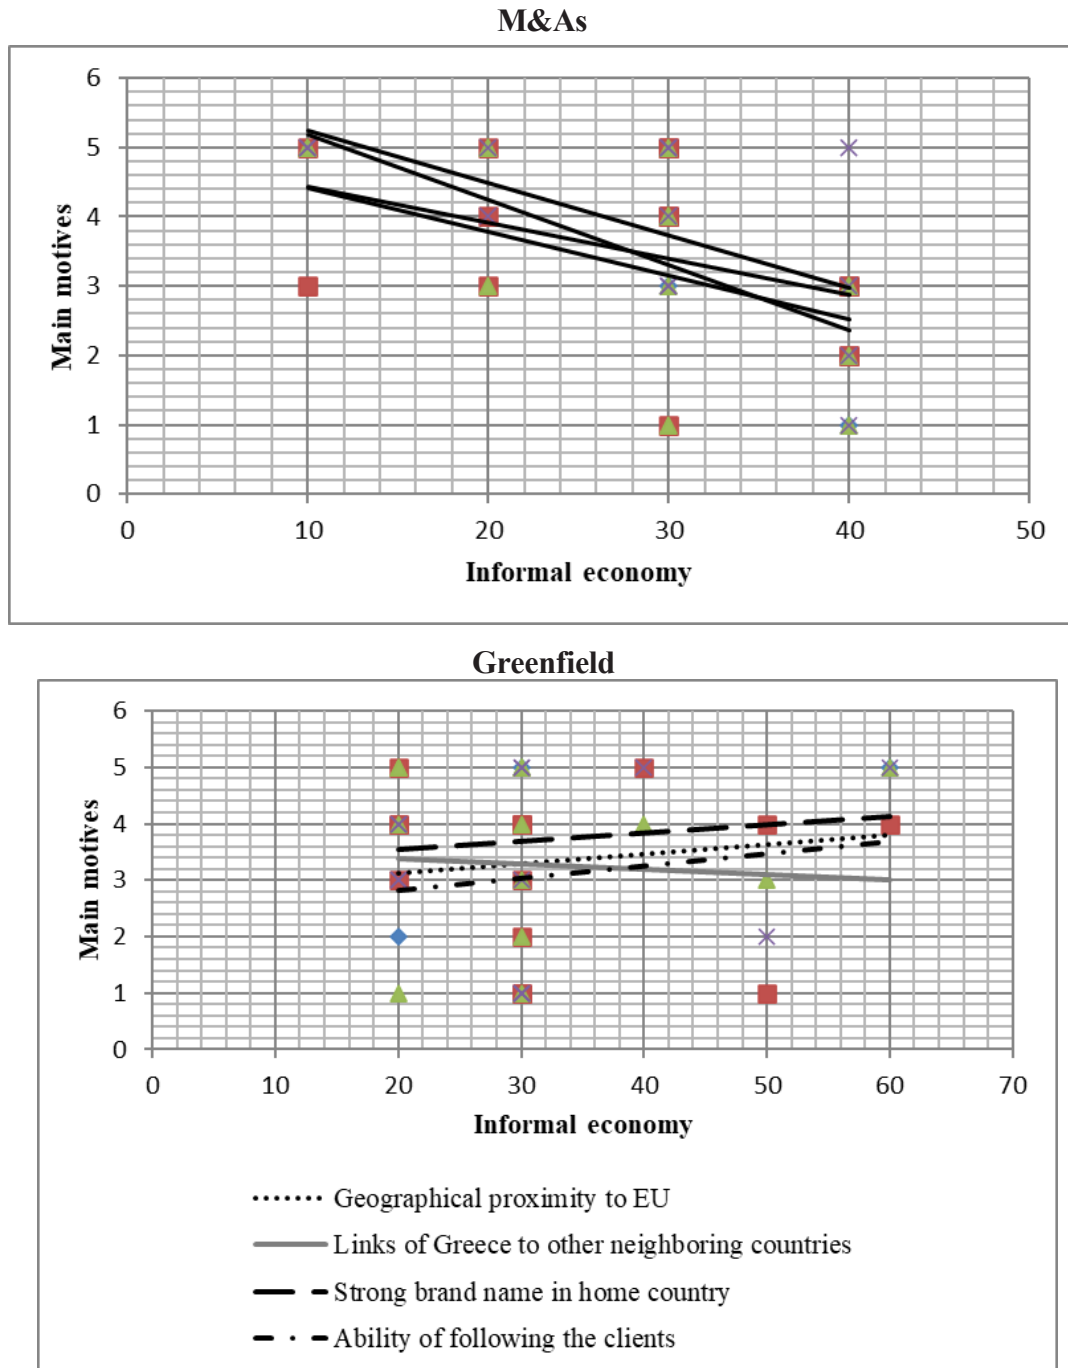 M&As
6
5
4
3
2
1
0
Main motives
0 10 20 30 40 50
Informal economy
Greenfield
6
5
4
3
2
1
0
Main motives
0 10 20 30 40 50 60 70
Informal economy
Geographical proximity to EU
Links of Greece to other neighboring countries
Strong brand name in home country
Ability of following the clients